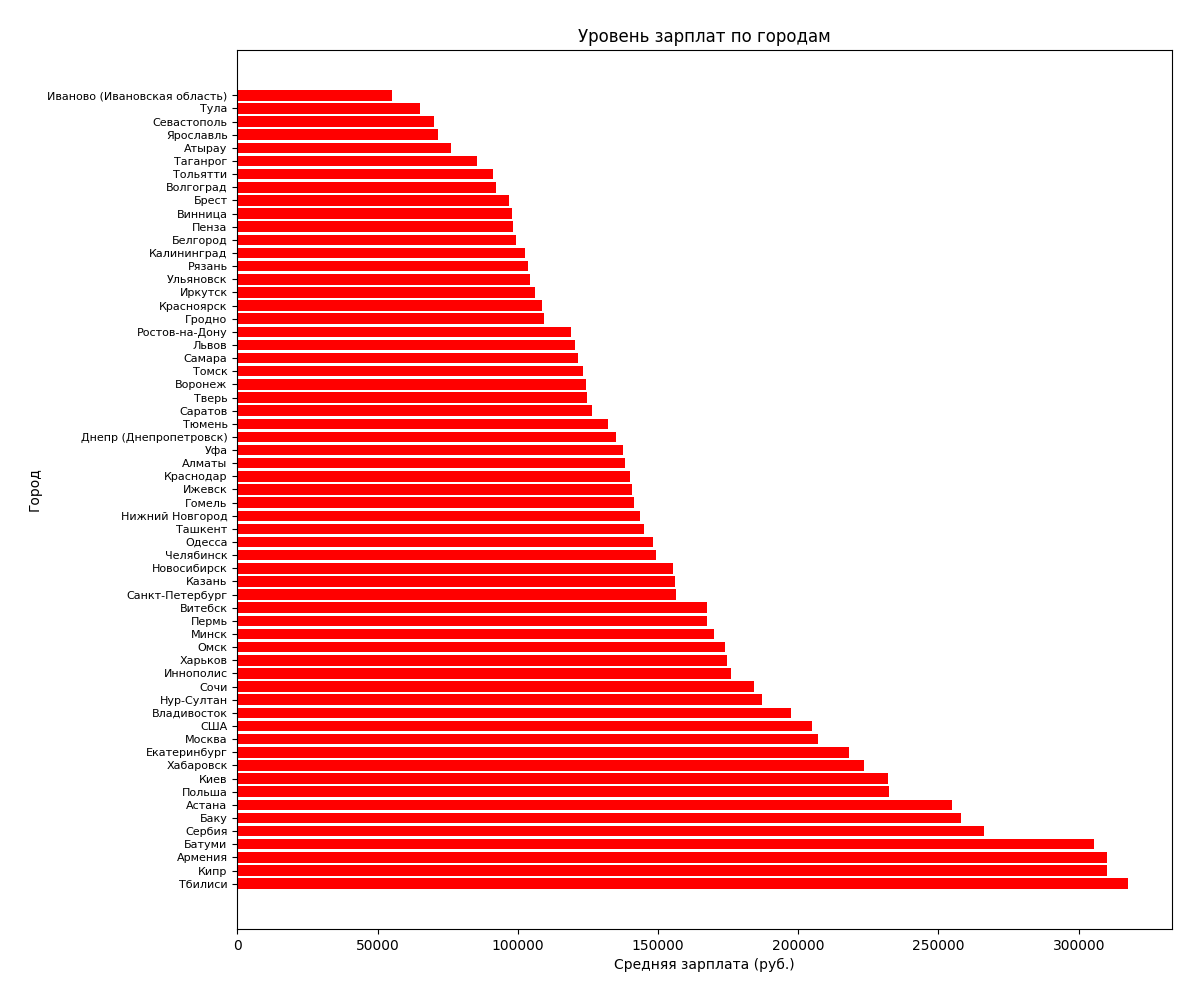 Уровень зарплат по городам
Иваново (Ивановская область)
Тула
Севастополь
Ярославль
Атырау
Таганрог
Тольятти
Волгоград
Брест
Винница
Пенза
Белгород
Калининград
Рязань
Ульяновск
Иркутск
Красноярск
Гродно
Ростов-на-Дону
Львов
Самара
Томск
Воронеж
Тверь
Саратов
Тюмень
Днепр (Днепропетровск)
Уфа
Алматы
Краснодар
Ижевск
Гомель
Нижний Новгород
Ташкент
Одесса
Челябинск
Новосибирск
Казань
Санкт-Петербург
Витебск
Пермь
Минск
Омск
Харьков
Иннополис
Сочи
Нур-Султан
Владивосток
США
Москва
Екатеринбург
Хабаровск
Киев
Польша
Астана
Баку
Сербия
Батуми
Армения
Кипр
Тбилиси
Город
0 50000 100000 150000 200000 250000 300000
Средняя зарплата (руб.)